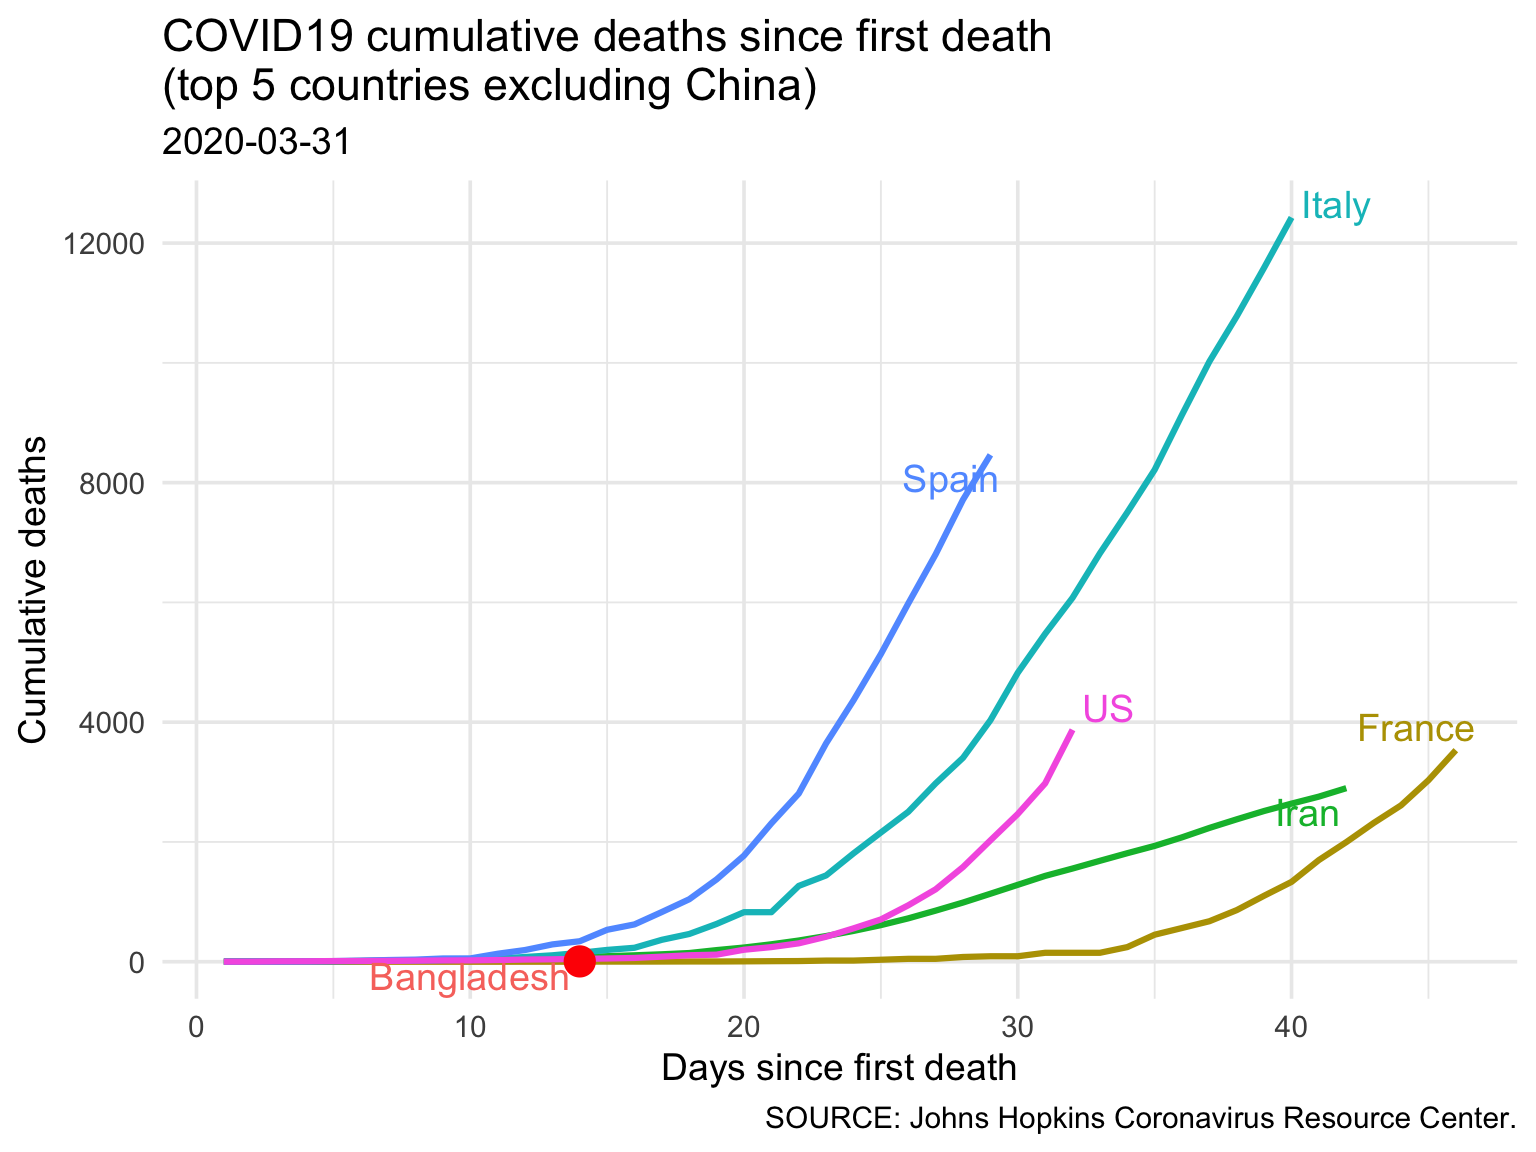 COVID19 cumulative deaths since first death
(top 5 countries excluding China)
2020-03-31
Cumulative deaths
12000
8000
4000
0
Italy
Spain
US
France
Iran
Bangladesh
0 10 20 30 40
Days since first death
SOURCE: Johns Hopkins Coronavirus Resource Center.